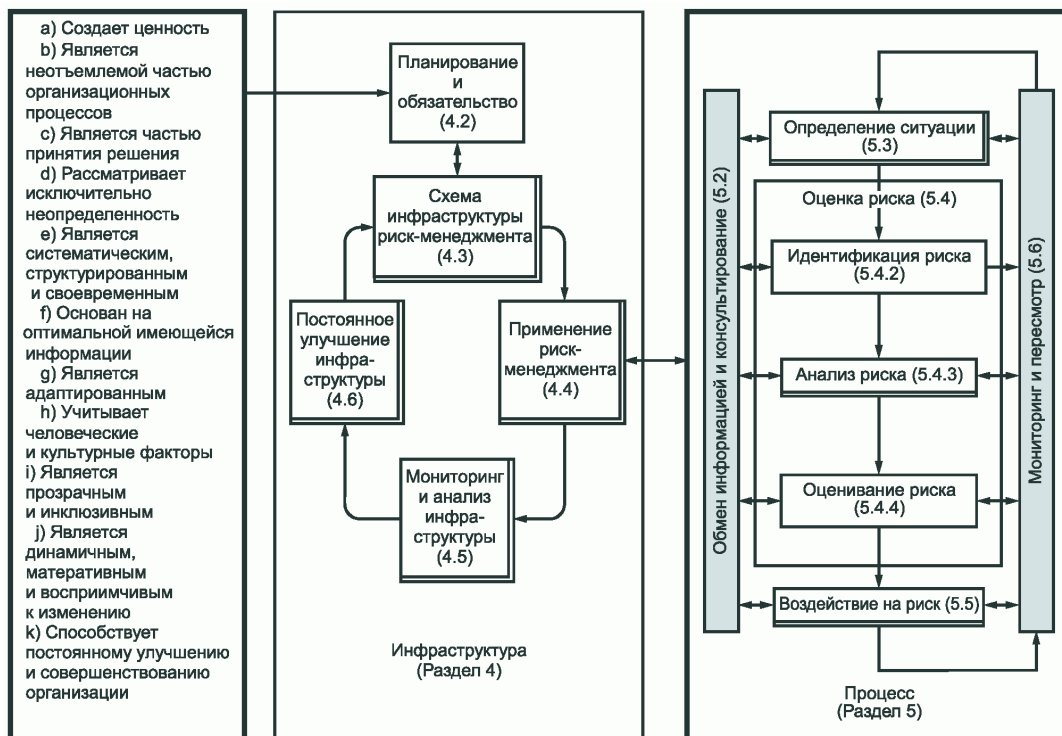 a) Создает ценность
b) Является
неотъемлемой частью
организационных
процессов
c) Является частью
принятия решения
d) Рассматривает
исключительно
неопределенность
e) Является
систематическим,
структурированным
и своевременным
f) Основан на
оптимальной имеющейся
информации
g) Является
адаптированным
h) Учитывает
человеческие
и культурные факторы
i) Является
прозрачным
и инклюзивным
j) Является
динамичным,
матеративным
и восприимчивым
к изменению
k) Способствует
постоянному улучшению
и совершенствованию
организации
Планирование
и
обязательство
(4.2)
Схема
инфраструктуры
риск-менеджмента
(4.3)
Постоянное
улучшение
инфра-
структуры
(4.6)
Применение
риск-
менеджмента
(4.4)
Мониторинг
и анализ
инфра-
структуры
(4.5)
Инфраструктура
(Раздел 4)
Обмен информацией и консультирование (5.2)
Определение ситуации
(5.3)
Оценка риска (5.4)
Идентификация риска
(5.4.2)
Анализ риска (5.4.3)
Оценивание риска
(5.4.4)
Воздействие на риск (5.5)
Мониторинг и пересмотр (5.6)
Процесс
(Раздел 5)